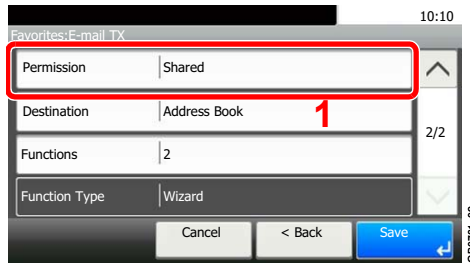 10:10
Favorites:E-mail TX
Permission Shared
Destination Address Book
1
2/2
Functions 2
Function Type Wizard
Cancel < Back Save